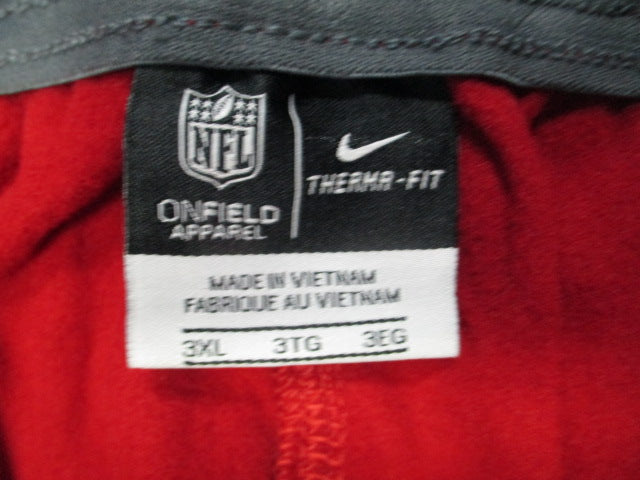 NFL
ONFIELD
APPAREL
THERMA-FIT
MADE IN VIETNAM
FABRIQUE AU VIETNAM
3XL 3TG 3EG